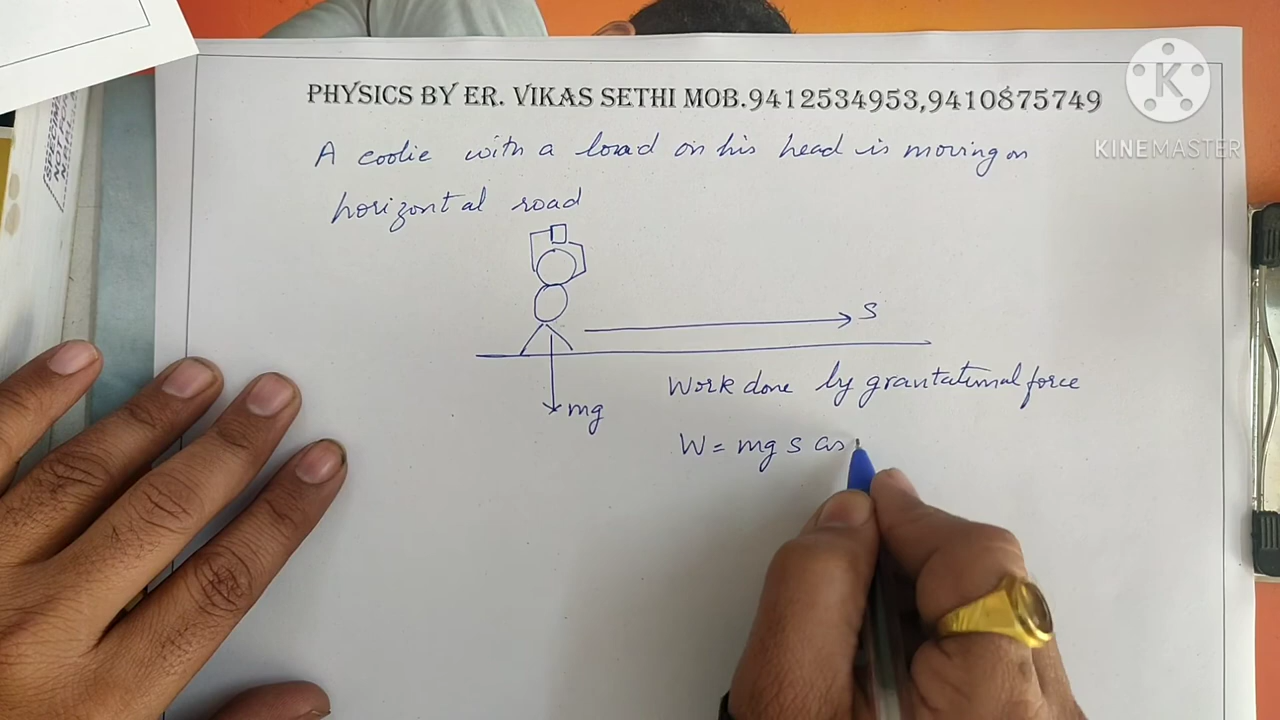 PHYSICS BY ER. VIKAS SETHI MOB.9412534953,9410875749
K
KINEMASTER
A coolie with a load on his head is moving on
horizontal road
S
mg
Work done by gravitational force
W = mg s as